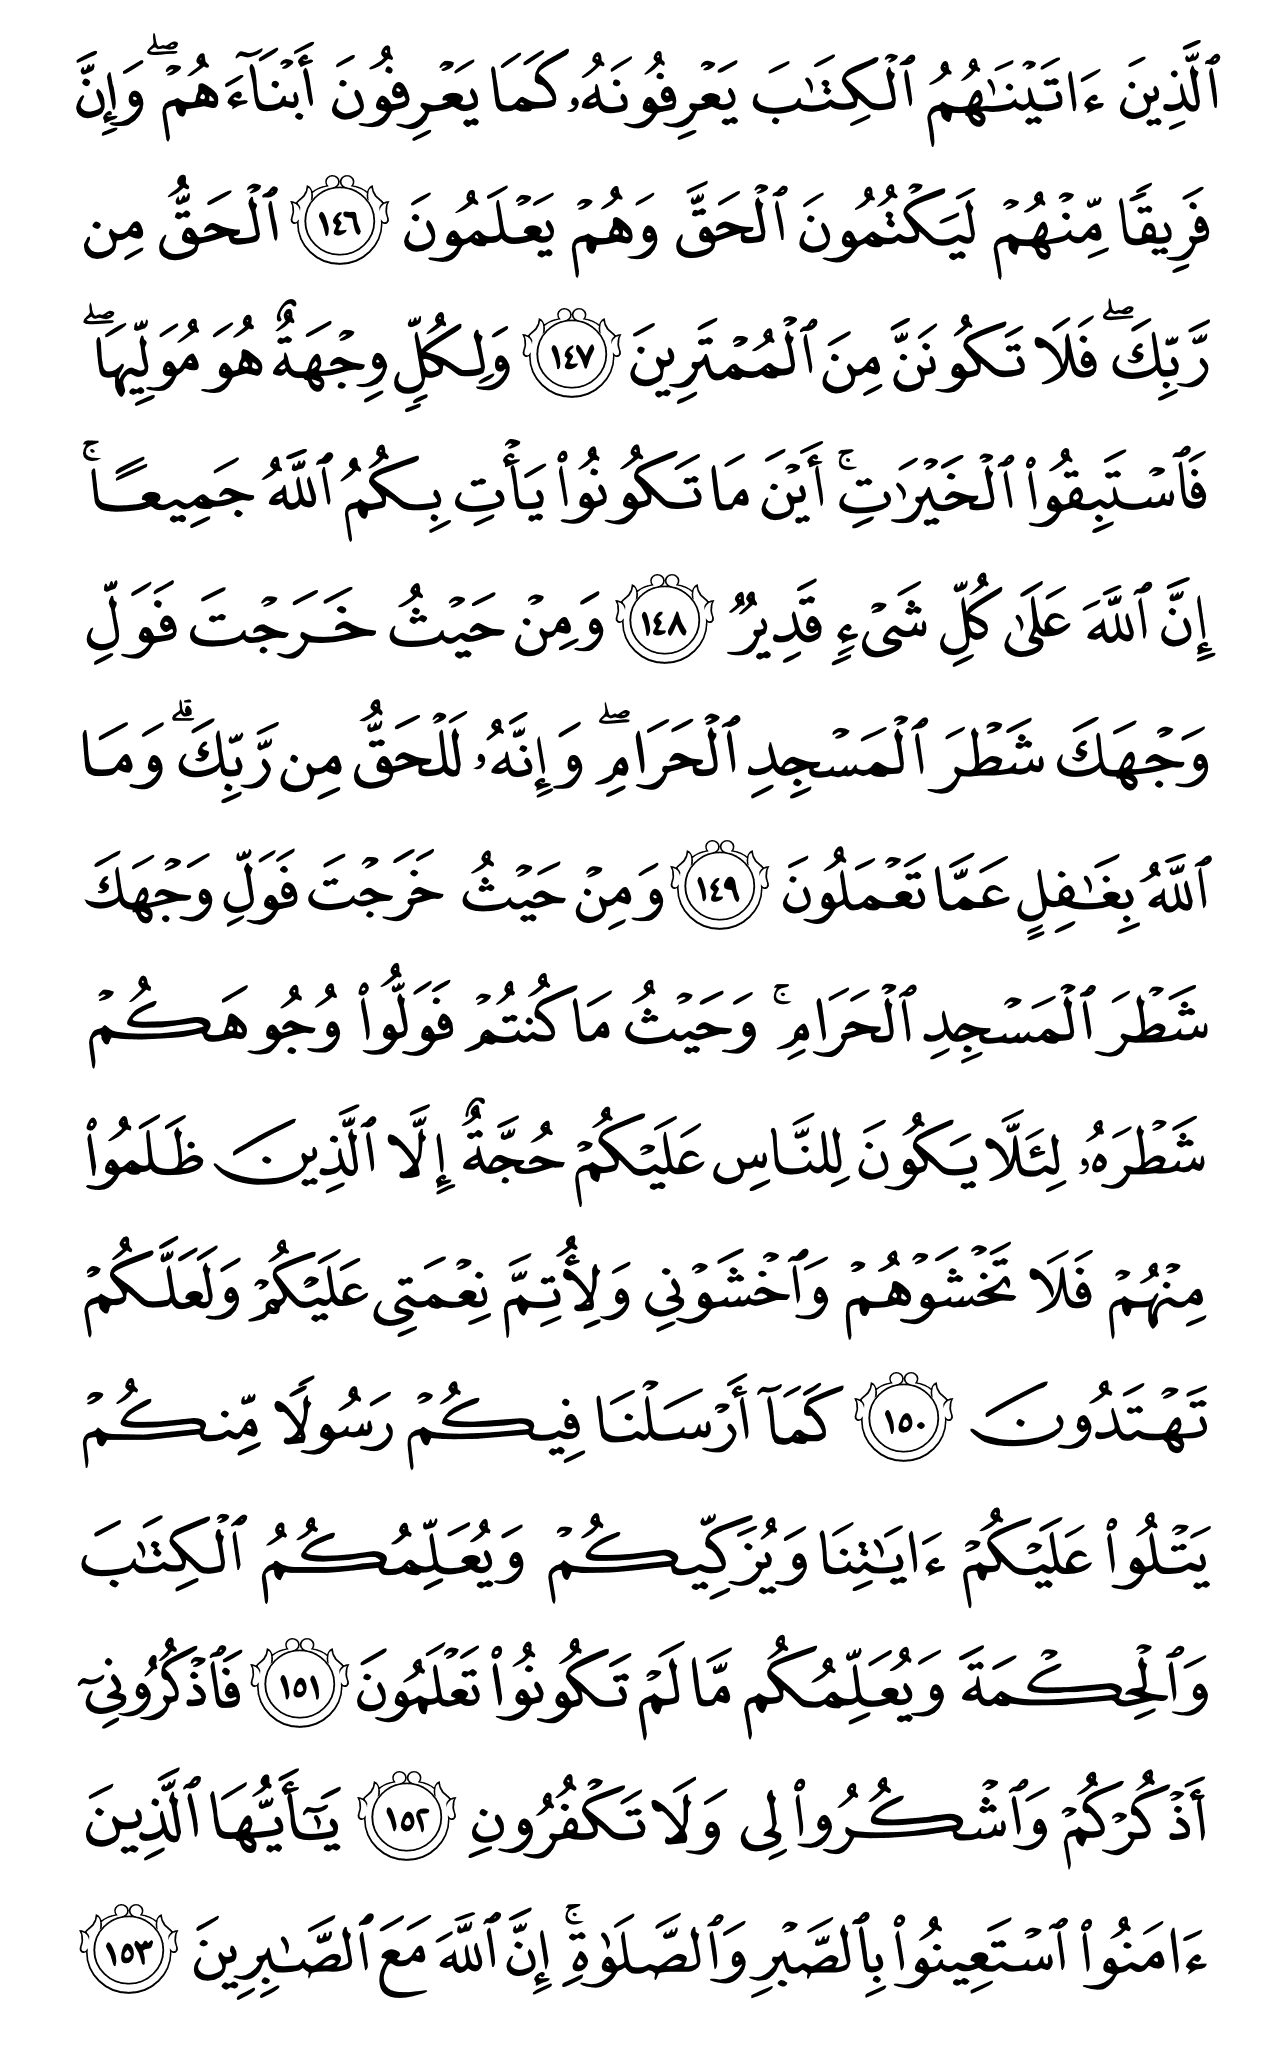 ٱلَّذِينَ ءَاتَيْنَٰهُمُ ٱلْكِتَٰبَ يَعْرِفُونَهُۥ كَمَا يَعْرِفُونَ أَبْنَآءَهُمْ ۖ وَإِنَّ
فَرِيقًا مِّنْهُمْ لَيَكْتُمُونَ ٱلْحَقَّ وَهُمْ يَعْلَمُونَ ١٤٦ ٱلْحَقُّ مِن
رَّبِّكَ ۖ فَلَا تَكُونَنَّ مِنَ ٱلْمُمْتَرِينَ ١٤٧ وَلِكُلٍّ وِجْهَةٌ هُوَ مُوَلِّيهَا ۖ
فَٱسْتَبِقُوا۟ ٱلْخَيْرَٰتِ ۚ أَيْنَ مَا تَكُونُوا۟ يَأْتِ بِكُمُ ٱللَّهُ جَمِيعًا ۚ
إِنَّ ٱللَّهَ عَلَىٰ كُلِّ شَىْءٍ قَدِيرٌ ١٤٨ وَمِنْ حَيْثُ خَرَجْتَ فَوَلِّ
وَجْهَكَ شَطْرَ ٱلْمَسْجِدِ ٱلْحَرَامِ ۖ وَإِنَّهُۥ لَلْحَقُّ مِن رَّبِّكَ ۗ وَمَا
ٱللَّهُ بِغَٰفِلٍ عَمَّا تَعْمَلُونَ ١٤٩ وَمِنْ حَيْثُ خَرَجْتَ فَوَلِّ وَجْهَكَ
شَطْرَ ٱلْمَسْجِدِ ٱلْحَرَامِ ۚ وَحَيْثُ مَا كُنتُمْ فَوَلُّوا۟ وُجُوهَكُمْ
شَطْرَهُۥ لِئَلَّا يَكُونَ لِلنَّاسِ عَلَيْكُمْ حُجَّةٌ إِلَّا ٱلَّذِينَ ظَلَمُوا۟
مِنْهُمْ فَلَا تَخْشَوْهُمْ وَٱخْشَوْنِى وَلِأُتِمَّ نِعْمَتِى عَلَيْكُمْ وَلَعَلَّكُمْ
تَهْتَدُونَ ١٥٠ كَمَآ أَرْسَلْنَا فِيكُمْ رَسُولًا مِّنكُمْ
يَتْلُوا۟ عَلَيْكُمْ ءَايَٰتِنَا وَيُزَكِّيكُمْ وَيُعَلِّمُكُمُ ٱلْكِتَٰبَ
وَٱلْحِكْمَةَ وَيُعَلِّمُكُم مَّا لَمْ تَكُونُوا۟ تَعْلَمُونَ ١٥١ فَٱذْكُرُونِىٓ
أَذْكُرْكُمْ وَٱشْكُرُوا۟ لِى وَلَا تَكْفُرُونِ ١٥٢ يَٰٓأَيُّهَا ٱلَّذِينَ
ءَامَنُوا۟ ٱسْتَعِينُوا۟ بِٱلصَّبْرِ وَٱلصَّلَوٰةِ ۚ إِنَّ ٱللَّهَ مَعَ ٱلصَّٰبِرِينَ ١٥٣